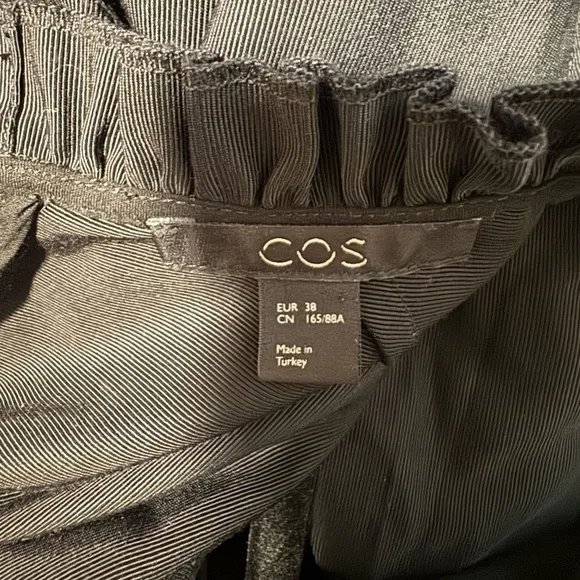 COS
EUR 38
CN 165/88A
Made in
Turkey